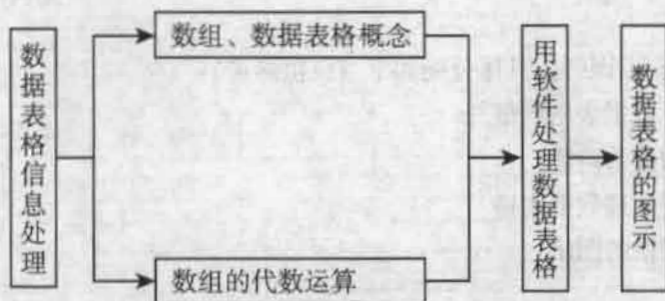 数据表格信息处理
数组、数据表格概念
数组的代数运算
用软件处理数据表格
数据表格的图示